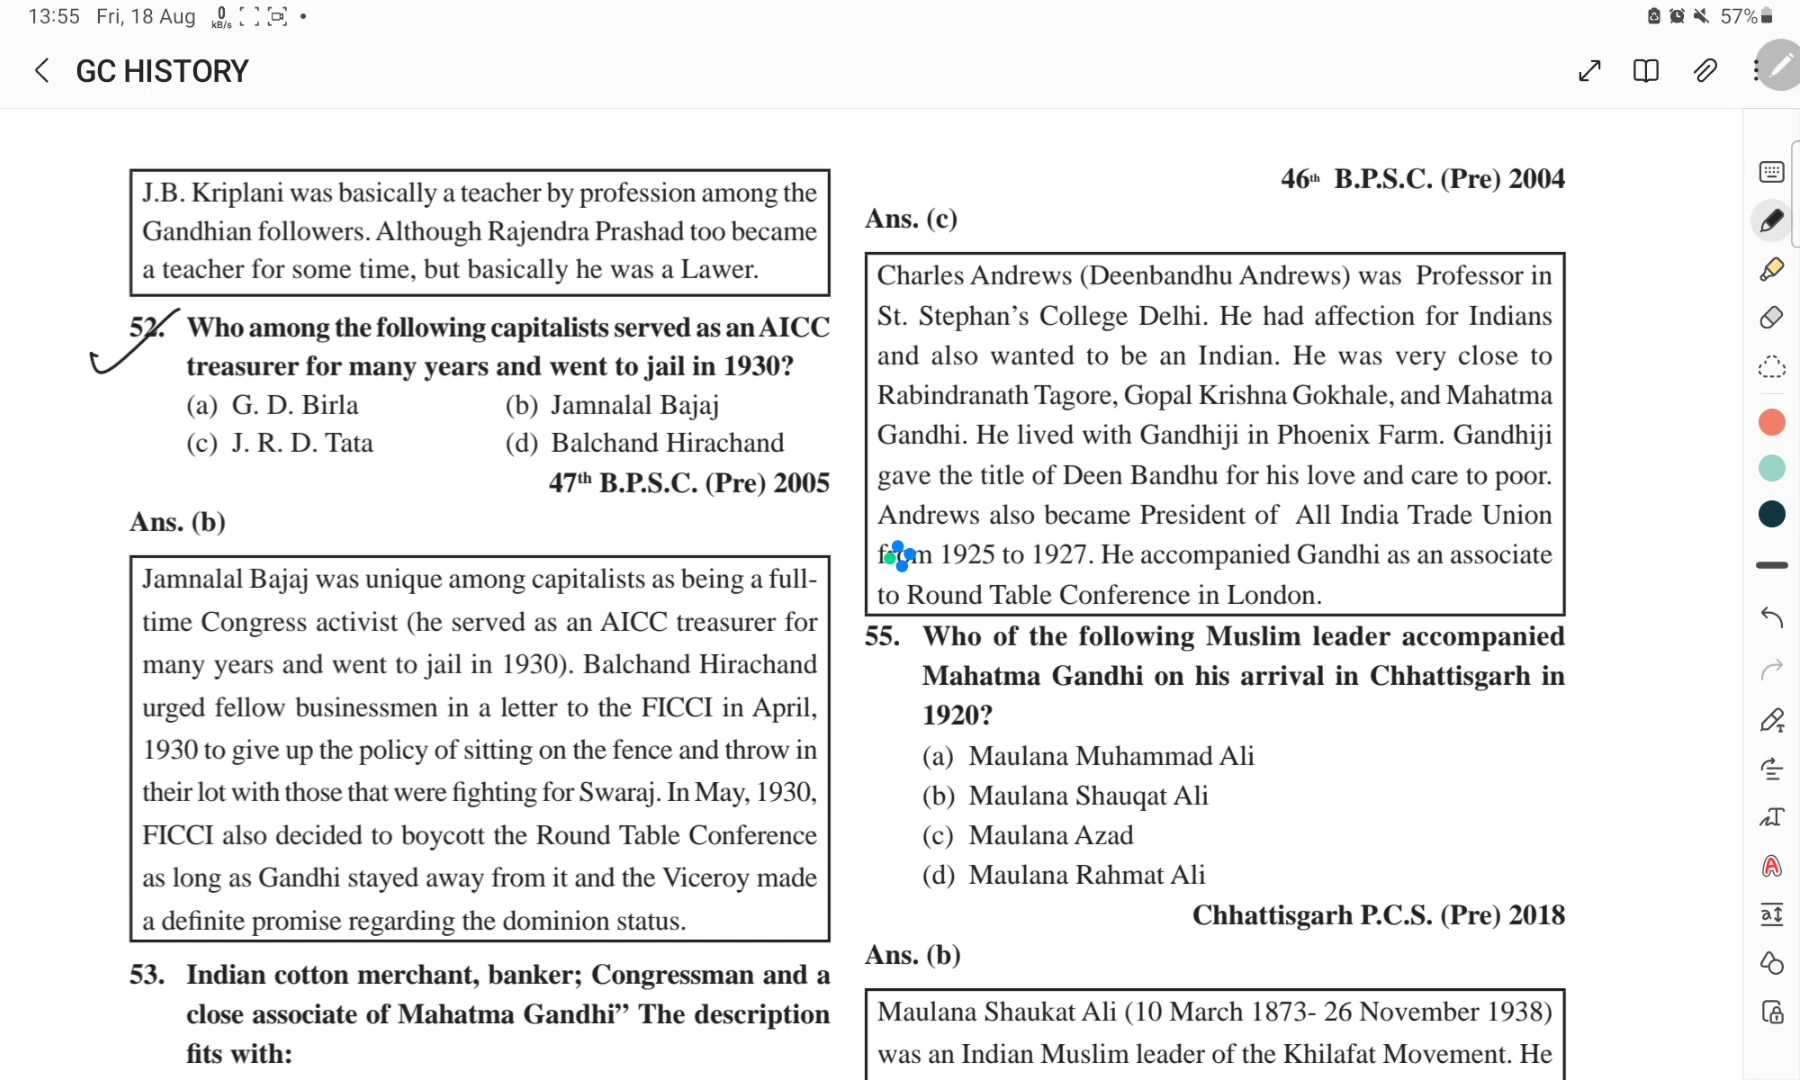 13:55 Fri, 18 Aug 0 kB/s 57%
GC HISTORY
J.B. Kriplani was basically a teacher by profession among the
Gandhian followers. Although Rajendra Prashad too became
a teacher for some time, but basically he was a Lawer.
52. Who among the following capitalists served as an AICC
treasurer for many years and went to jail in 1930?
(a) G. D. Birla (b) Jamnalal Bajaj
(c) J. R. D. Tata (d) Balchand Hirachand
47th B.P.S.C. (Pre) 2005
Ans. (b)
Jamnalal Bajaj was unique among capitalists as being a full-
time Congress activist (he served as an AICC treasurer for
many years and went to jail in 1930). Balchand Hirachand
urged fellow businessmen in a letter to the FICCI in April,
1930 to give up the policy of sitting on the fence and throw in
their lot with those that were fighting for Swaraj. In May, 1930,
FICCI also decided to boycott the Round Table Conference
as long as Gandhi stayed away from it and the Viceroy made
a definite promise regarding the dominion status.
53. Indian cotton merchant, banker; Congressman and a
close associate of Mahatma Gandhi” The description
fits with:
46th B.P.S.C. (Pre) 2004
Ans. (c)
Charles Andrews (Deenbandhu Andrews) was Professor in
St. Stephan’s College Delhi. He had affection for Indians
and also wanted to be an Indian. He was very close to
Rabindranath Tagore, Gopal Krishna Gokhale, and Mahatma
Gandhi. He lived with Gandhiji in Phoenix Farm. Gandhiji
gave the title of Deen Bandhu for his love and care to poor.
Andrews also became President of All India Trade Union
from 1925 to 1927. He accompanied Gandhi as an associate
to Round Table Conference in London.
55. Who of the following Muslim leader accompanied
Mahatma Gandhi on his arrival in Chhattisgarh in
1920?
(a) Maulana Muhammad Ali
(b) Maulana Shauqat Ali
(c) Maulana Azad
(d) Maulana Rahmat Ali
Chhattisgarh P.C.S. (Pre) 2018
Ans. (b)
Maulana Shaukat Ali (10 March 1873- 26 November 1938)
was an Indian Muslim leader of the Khilafat Movement. He